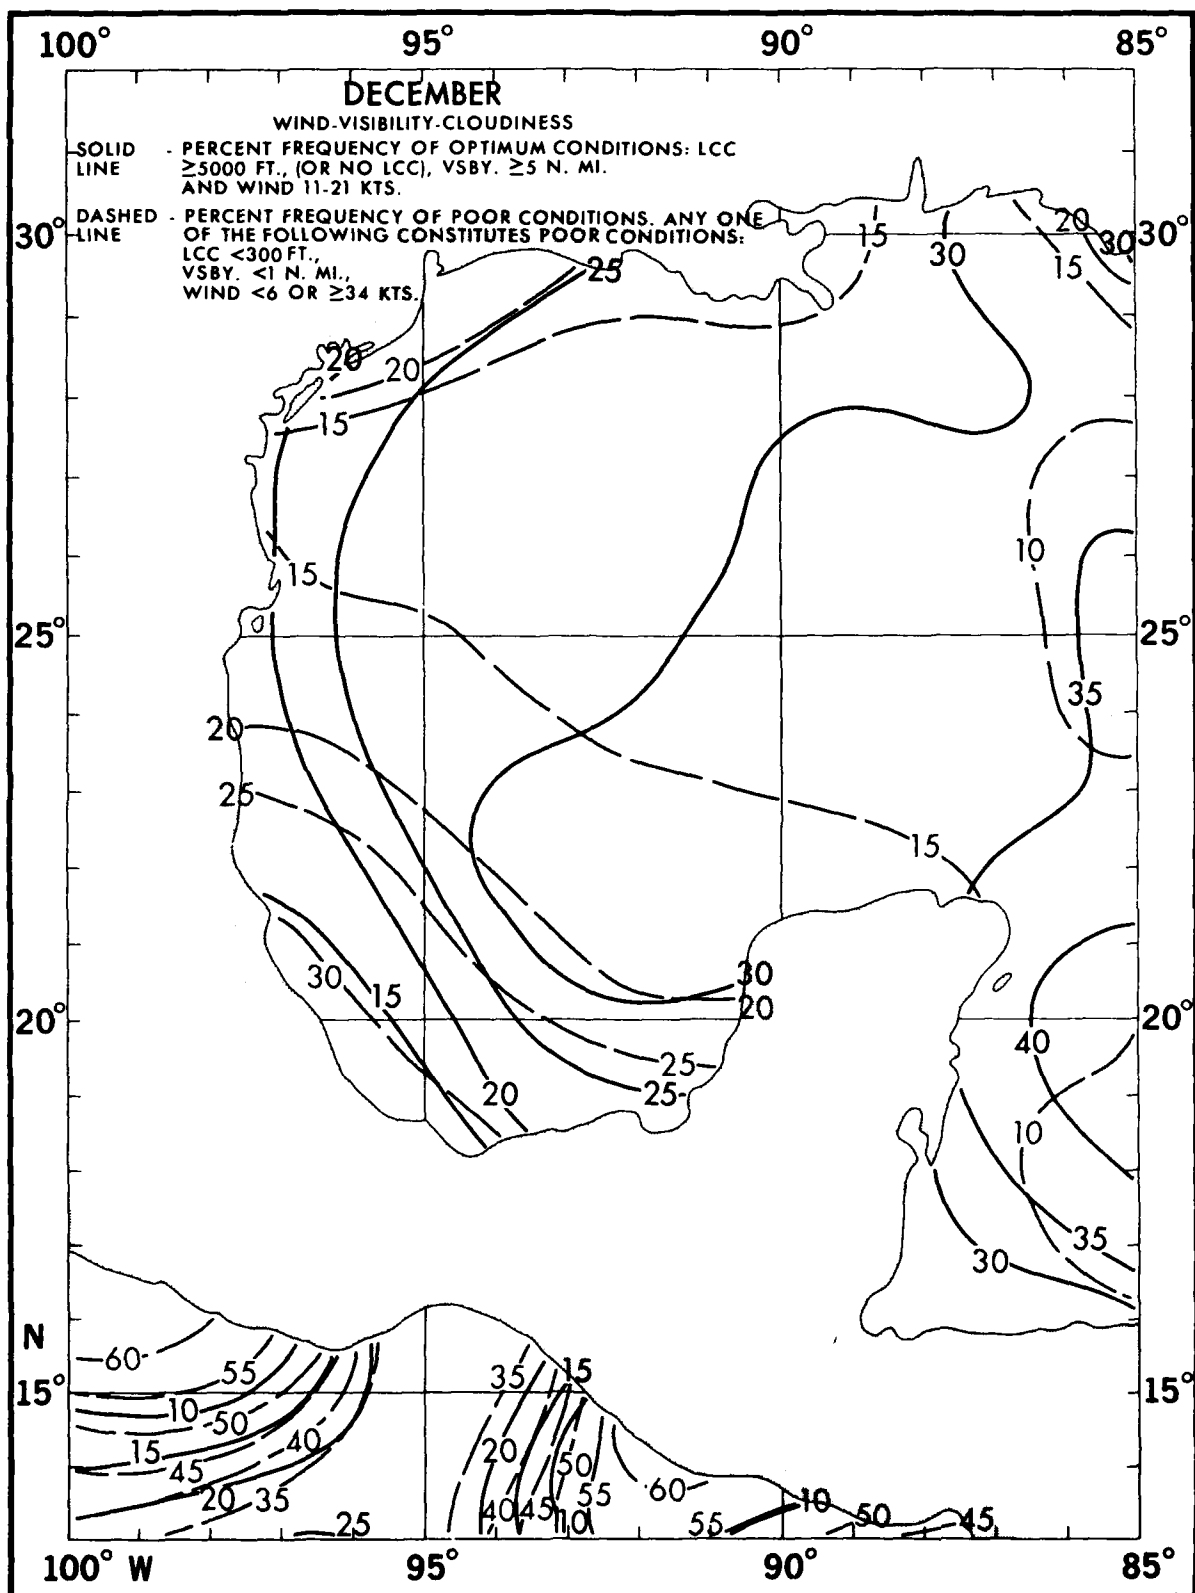 100° 95° 90° 85°
DECEMBER
WIND-VISIBILITY-CLOUDINESS
SOLID - PERCENT FREQUENCY OF OPTIMUM CONDITIONS: LCC
LINE ≥5000 FT., (OR NO LCC), VSBY. ≥5 N. MI.
AND WIND 11-21 KTS.
DASHED - PERCENT FREQUENCY OF POOR CONDITIONS. ANY ONE
LINE OF THE FOLLOWING CONSTITUTES POOR CONDITIONS:
LCC <300 FT.,
VSBY. <1 N. MI.,
WIND <6 OR ≥34 KTS.
30° 15 30 20 30 30°
15
25
20 20
15
10
15
25° 25°
35
20
25
15
30 15 30
20
20° 20°
40
25
20 25
10
35
30
N
60 55 35 15
15° 15°
10 50
15 40 20
45 50
20 35 40 45 55 60 10
25 10 55 50 45
100° W 95° 90° 85°